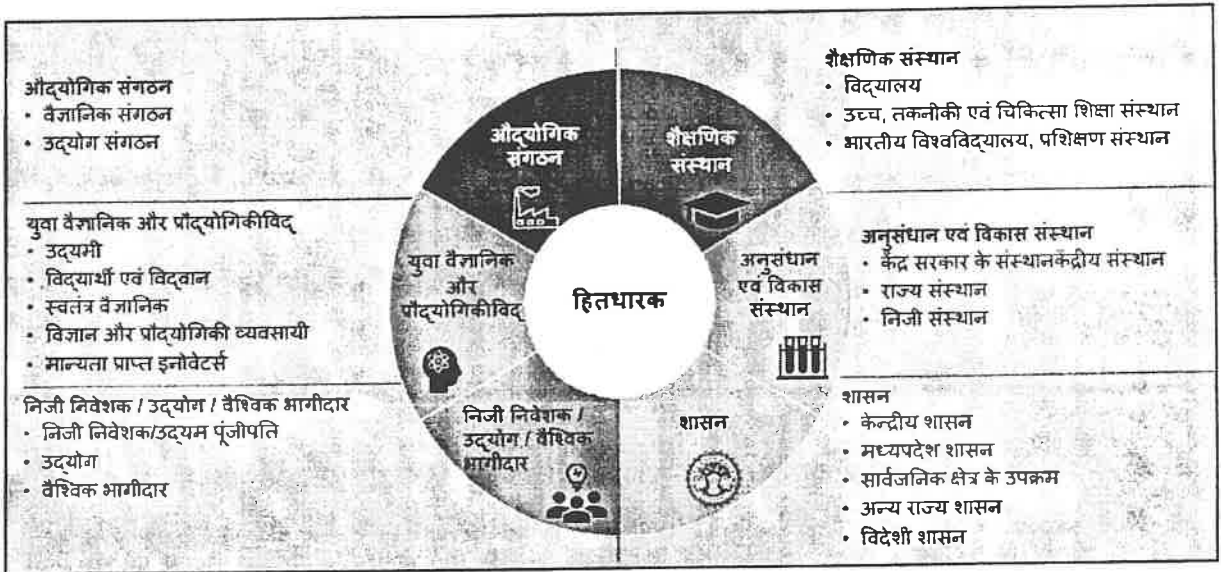 औद्योगिक संगठन
• वैज्ञानिक संगठन
• उद्योग संगठन
युवा वैज्ञानिक और प्रौद्योगिकीविद्
• उद्यमी
• विद्यार्थी एवं विद्वान
• स्वतंत्र वैज्ञानिक
• विज्ञान और प्रौद्योगिकी व्यवसायी
• मान्यता प्राप्त इनोवेटर्स
निजी निवेशक / उद्योग / वैश्विक भागीदार
• निजी निवेशक/उद्यम पूंजीपति
• उद्योग
• वैश्विक भागीदार
औद्योगिक
संगठन
शैक्षणिक
संस्थान
युवा वैज्ञानिक
और
प्रौद्योगिकीविद्
हितधारक
अनुसंधान
एवं विकास
संस्थान
निजी निवेशक /
उद्योग / वैश्विक
भागीदार
शासन
शैक्षणिक संस्थान
• विद्यालय
• उच्च, तकनीकी एवं चिकित्सा शिक्षा संस्थान
• भारतीय विश्वविद्यालय, प्रशिक्षण संस्थान
अनुसंधान एवं विकास संस्थान
• केंद्र सरकार के संस्थानकेंद्रीय संस्थान
• राज्य संस्थान
• निजी संस्थान
शासन
• केन्द्रीय शासन
• मध्यप्रदेश शासन
• सार्वजनिक क्षेत्र के उपक्रम
• अन्य राज्य शासन
• विदेशी शासन